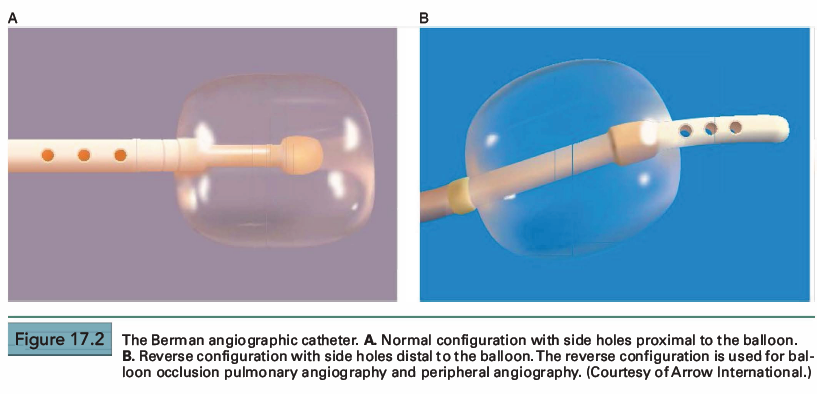 A
B
Figure 17.2
The Berman angiographic catheter. A. Normal configuration with side holes proximal to the balloon.
B. Reverse configuration with side holes distal to the balloon. The reverse configuration is used for bal-
loon occlusion pulmonary angiography and peripheral angiography. (Courtesy of Arrow International.)